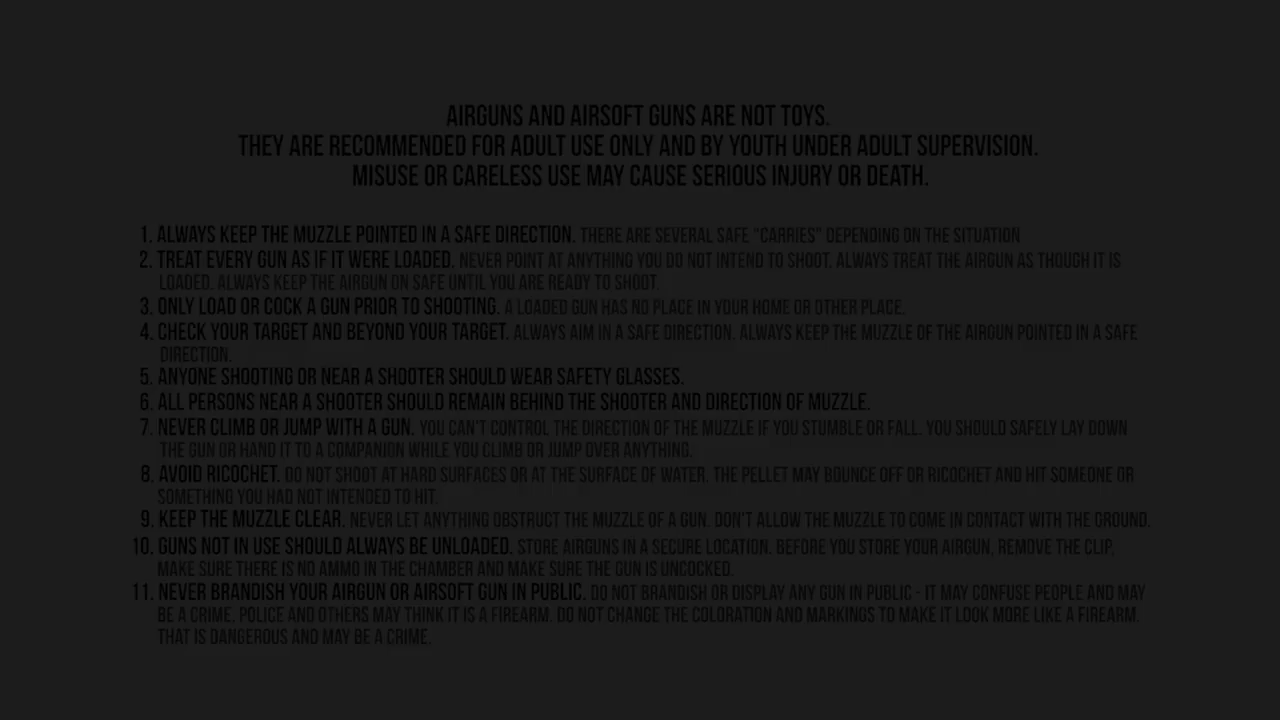 AIRGUNS AND AIRSOFT GUNS ARE NOT TOYS.
THEY ARE RECOMMENDED FOR ADULT USE ONLY AND BY YOUTH UNDER ADULT SUPERVISION.
MISUSE OR CARELESS USE MAY CAUSE SERIOUS INJURY OR DEATH.
1. ALWAYS KEEP THE MUZZLE POINTED IN A SAFE DIRECTION. THERE ARE SEVERAL SAFE "CARRIES" DEPENDING ON THE SITUATION
2. TREAT EVERY GUN AS IF IT WERE LOADED. NEVER POINT AT ANYTHING YOU DO NOT INTEND TO SHOOT. ALWAYS TREAT THE AIRGUN AS THOUGH IT IS
LOADED. ALWAYS KEEP THE AIRGUN ON SAFE UNTIL YOU ARE READY TO SHOOT.
3. ONLY LOAD OR COCK A GUN PRIOR TO SHOOTING. A LOADED GUN HAS NO PLACE IN YOUR HOME OR OTHER PLACE.
4. CHECK YOUR TARGET AND BEYOND YOUR TARGET. ALWAYS AIM IN A SAFE DIRECTION. ALWAYS KEEP THE MUZZLE OF THE AIRGUN POINTED IN A SAFE
DIRECTION.
5. ANYONE SHOOTING OR NEAR A SHOOTER SHOULD WEAR SAFETY GLASSES.
6. ALL PERSONS NEAR A SHOOTER SHOULD REMAIN BEHIND THE SHOOTER AND DIRECTION OF MUZZLE.
7. NEVER CLIMB OR JUMP WITH A GUN. YOU CAN'T CONTROL THE DIRECTION OF THE MUZZLE IF YOU STUMBLE OR FALL. YOU SHOULD SAFELY LAY DOWN
THE GUN OR HAND IT TO A COMPANION WHILE YOU CLIMB OR JUMP OVER ANYTHING.
8. AVOID RICOCHET. DO NOT SHOOT AT HARD SURFACES OR AT THE SURFACE OF WATER. THE PELLET MAY BOUNCE OFF OR RICOCHET AND HIT SOMEONE OR
SOMETHING YOU HAD NOT INTENDED TO HIT.
9. KEEP THE MUZZLE CLEAR. NEVER LET ANYTHING OBSTRUCT THE MUZZLE OF A GUN. DON'T ALLOW THE MUZZLE TO COME IN CONTACT WITH THE GROUND.
10. GUNS NOT IN USE SHOULD ALWAYS BE UNLOADED. STORE AIRGUNS IN A SECURE LOCATION. BEFORE YOU STORE YOUR AIRGUN, REMOVE THE CLIP,
MAKE SURE THERE IS NO AMMO IN THE CHAMBER AND MAKE SURE THE GUN IS UNCOCKED.
11. NEVER BRANDISH YOUR AIRGUN OR AIRSOFT GUN IN PUBLIC. DO NOT BRANDISH OR DISPLAY ANY GUN IN PUBLIC - IT MAY CONFUSE PEOPLE AND MAY
BE A CRIME. POLICE AND OTHERS MAY THINK IT IS A FIREARM. DO NOT CHANGE THE COLORATION AND MARKINGS TO MAKE IT LOOK MORE LIKE A FIREARM.
THAT IS DANGEROUS AND MAY BE A CRIME.